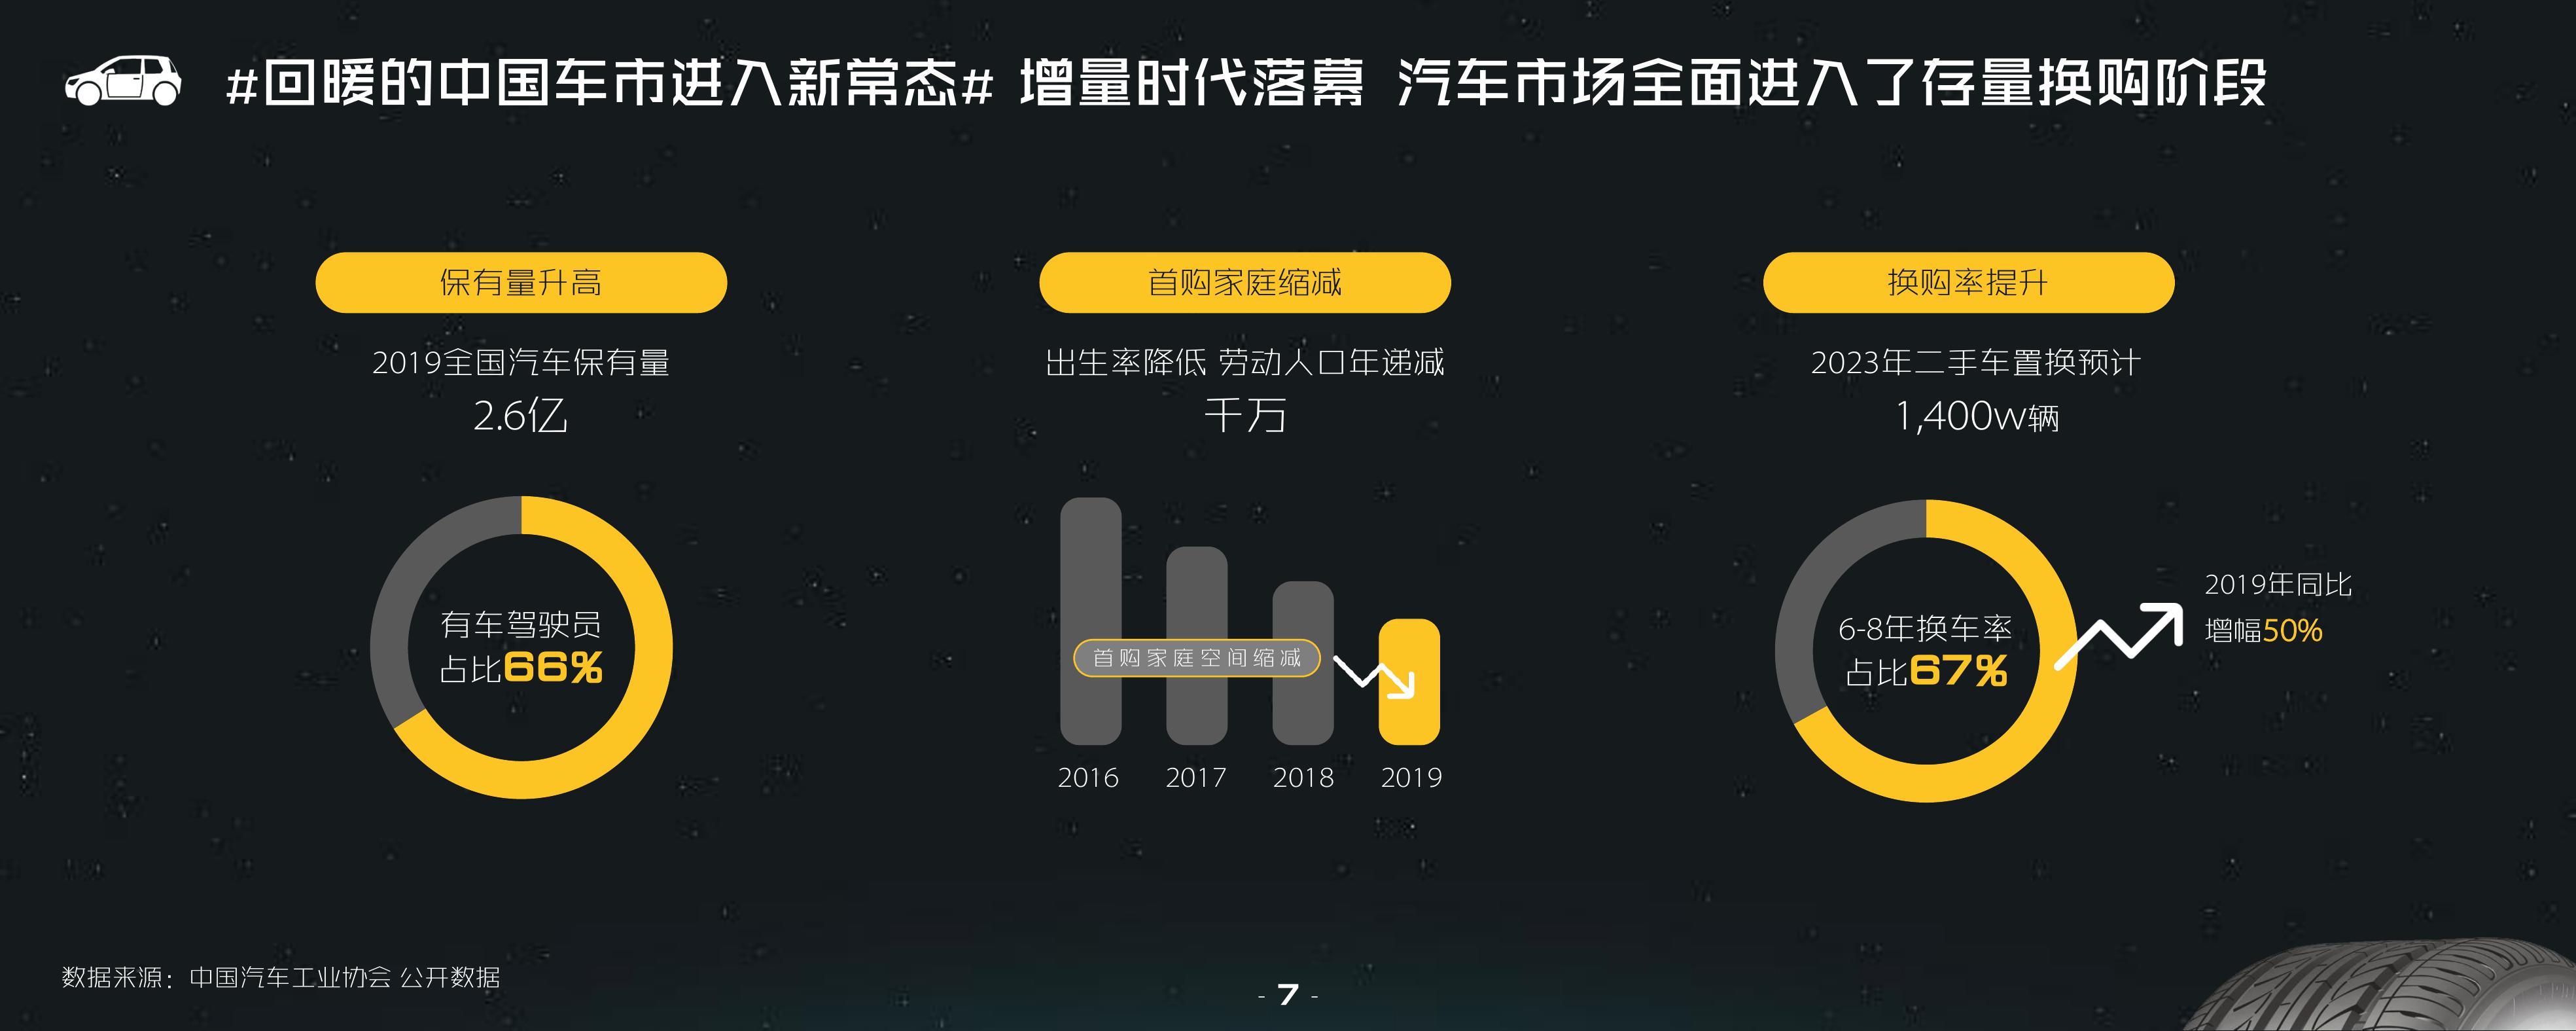 #回暖的中国车市进入新常态# 增量时代落幕 汽车市场全面进入了存量换购阶段
保有量升高
2019全国汽车保有量
2.6亿
有车驾驶员
占比66%
首购家庭缩减
出生率降低 劳动人口年递减
千万
首购家庭空间缩减
2016 2017 2018 2019
换购率提升
2023年二手车置换预计
1,400w辆
6-8年换车率
占比67%
2019年同比
增幅50%
数据来源：中国汽车工业协会 公开数据
- 7 -